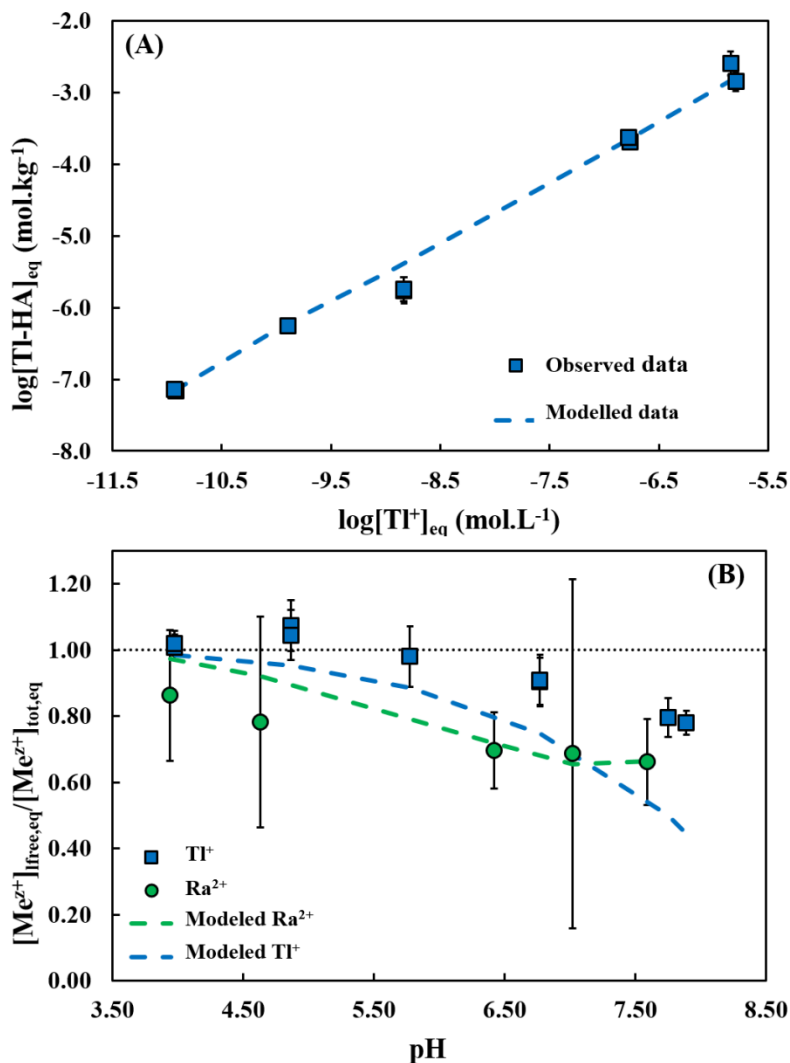 (A)
-2.0
-3.0
-4.0
-5.0
-6.0
-7.0
-8.0
log[Tl-HA]eq (mol.kg⁻¹)
Observed data
Modelled data
-11.5 -10.5 -9.5 -8.5 -7.5 -6.5 -5.5
log[Tl⁺]eq (mol.L⁻¹)
(B)
1.20
1.00
0.80
0.60
0.40
0.20
0.00
[Meᶻ⁺]lfree,eq/[Meᶻ⁺]tot,eq
Tl⁺
Ra²⁺
Modeled Ra²⁺
Modeled Tl⁺
3.50 4.50 5.50 6.50 7.50 8.50
pH